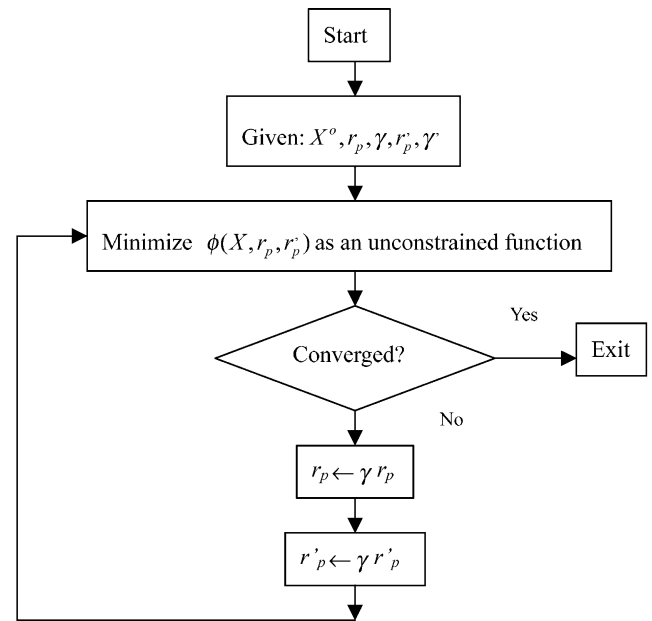 Start
Given: X°, r_p, γ, r'_p, γ'
Minimize ϕ(X, r_p, r'_p) as an unconstrained function
Yes
Converged?
Exit
No
r_p ← γ r_p
r'_p ← γ r'_p